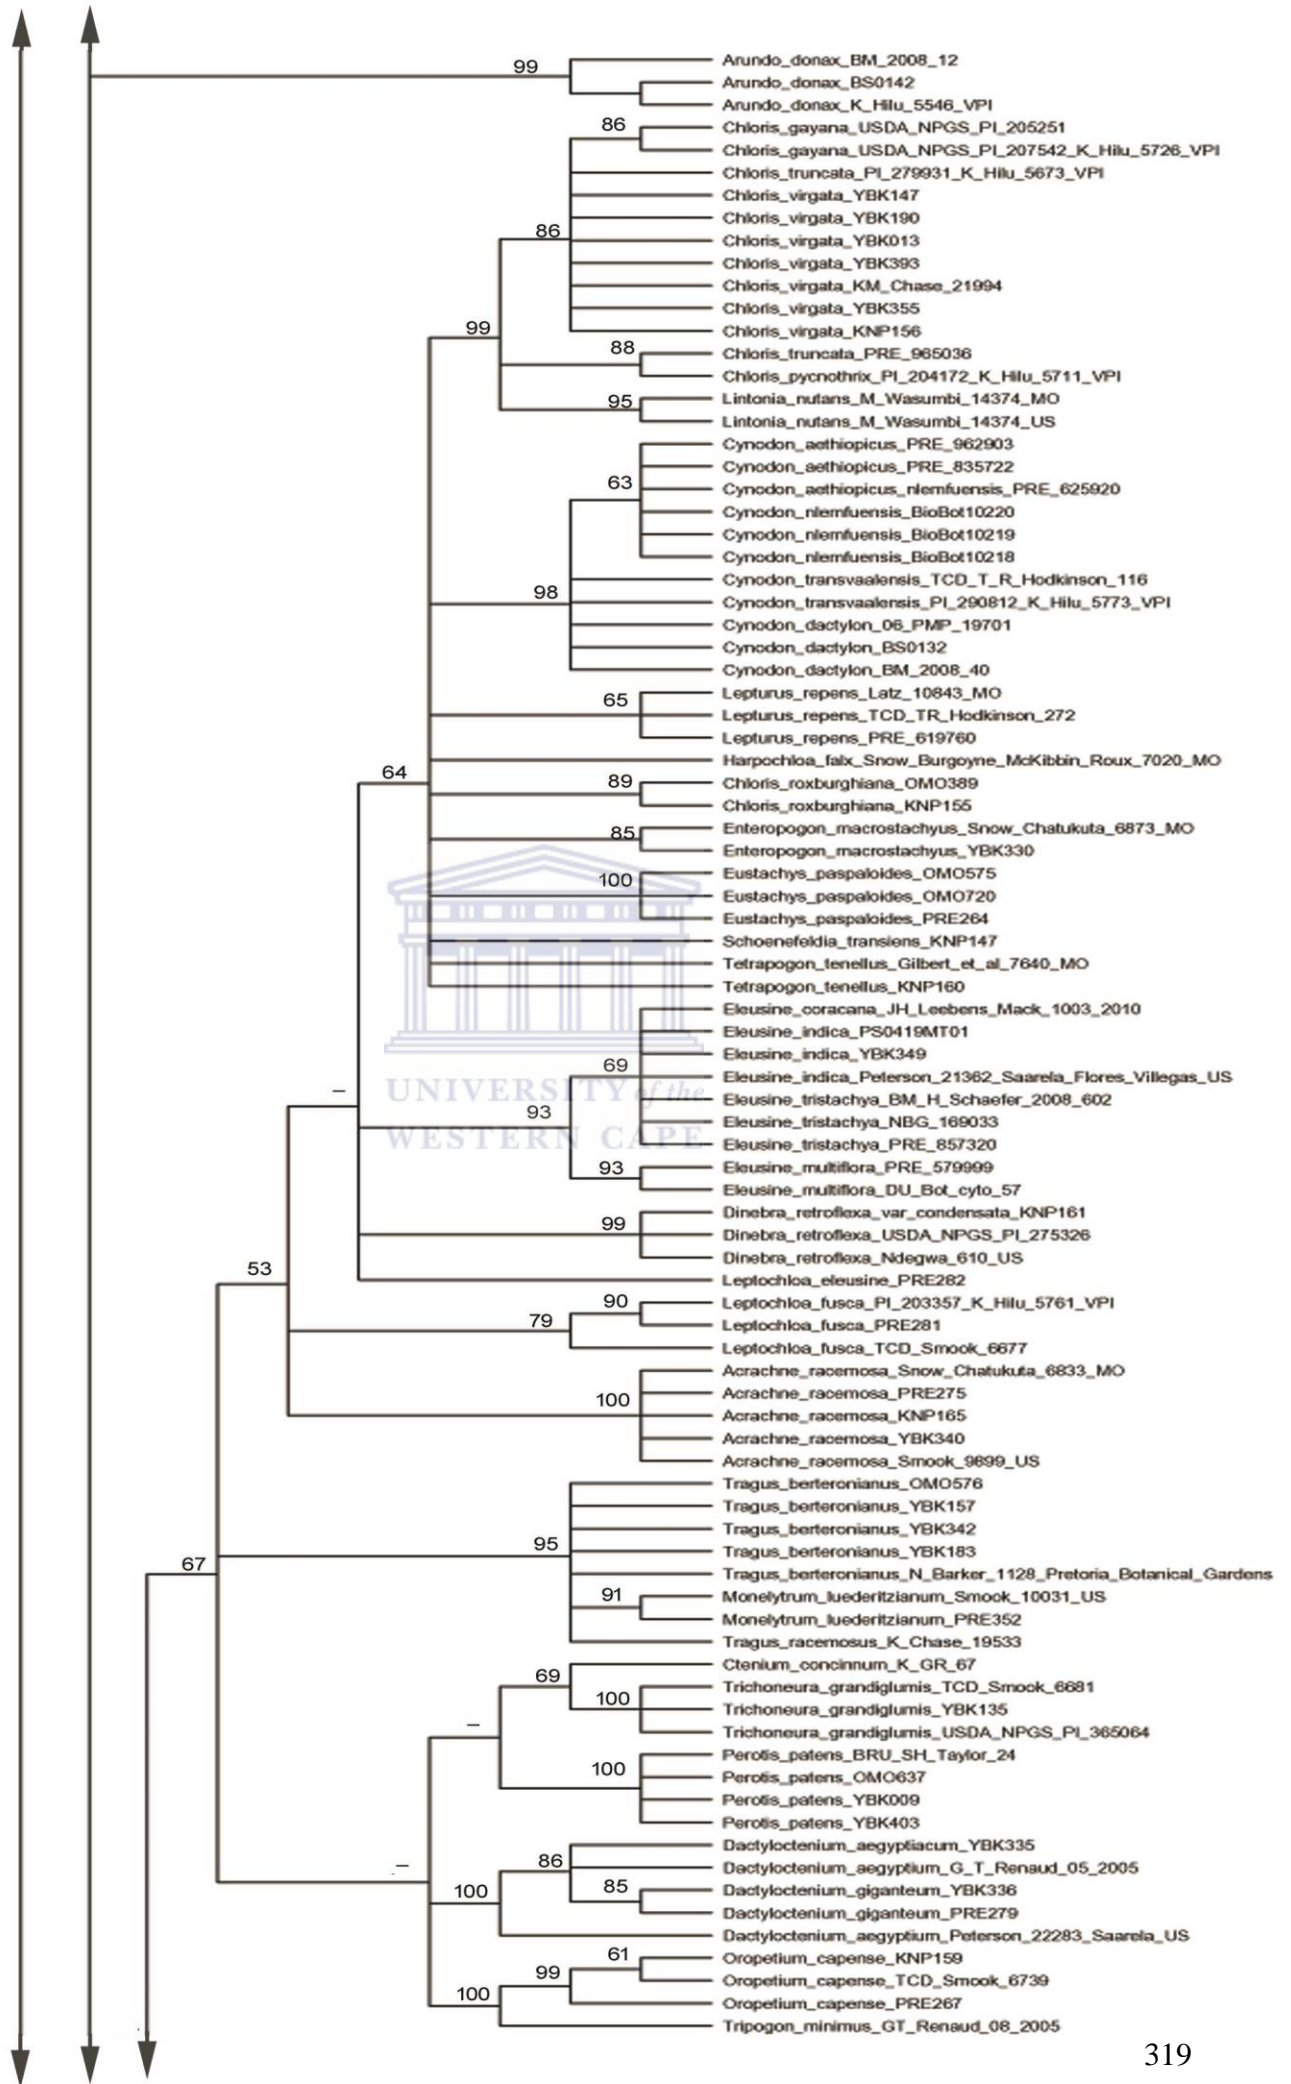 99
Arundo_donax_BM_2008_12
Arundo_donax_BS0142
Arundo_donax_K_Hilu_5546_VPI
86
Chloris_gayana_USDA_NPGS_PI_205251
Chloris_gayana_USDA_NPGS_PI_207542_K_Hilu_5726_VPI
Chloris_truncata_PI_279931_K_Hilu_5673_VPI
Chloris_virgata_YBK147
Chloris_virgata_YBK190
86
Chloris_virgata_YBK013
Chloris_virgata_YBK393
Chloris_virgata_KM_Chase_21994
Chloris_virgata_YBK355
99
Chloris_virgata_KNP156
88
Chloris_truncata_PRE_965036
Chloris_pycnothrix_PI_204172_K_Hilu_5711_VPI
95
Lintonia_nutans_M_Wasumbi_14374_MO
Lintonia_nutans_M_Wasumbi_14374_US
Cynodon_aethiopicus_PRE_962903
Cynodon_aethiopicus_PRE_835722
63
Cynodon_aethiopicus_nlemfuensis_PRE_625920
Cynodon_nlemfuensis_BioBot10220
Cynodon_nlemfuensis_BioBot10219
Cynodon_nlemfuensis_BioBot10218
Cynodon_transvaalensis_TCD_T_R_Hodkinson_116
98
Cynodon_transvaalensis_PI_290812_K_Hilu_5773_VPI
Cynodon_dactylon_06_PMP_19701
Cynodon_dactylon_BS0132
Cynodon_dactylon_BM_2008_40
65
Lepturus_repens_Latz_10843_MO
Lepturus_repens_TCD_TR_Hodkinson_272
Lepturus_repens_PRE_619760
Harpochloa_falx_Snow_Burgoyne_McKibbin_Roux_7020_MO
64
89
Chloris_roxburghiana_OMO389
Chloris_roxburghiana_KNP155
85
Enteropogon_macrostachyus_Snow_Chatukuta_6873_MO
Enteropogon_macrostachyus_YBK330
100
Eustachys_paspaloides_OMO575
Eustachys_paspaloides_OMO720
Eustachys_paspaloides_PRE264
Schoenefeldia_transiens_KNP147
Tetrapogon_tenellus_Gilbert_et_al_7640_MO
Tetrapogon_tenellus_KNP160
Eleusine_coracana_JH_Leebens_Mack_1003_2010
Eleusine_indica_PS0419MT01
Eleusine_indica_YBK349
69
Eleusine_indica_Peterson_21362_Saarela_Flores_Villegas_US
–
UNIVERSITY of the
Eleusine_tristachya_BM_H_Schaefer_2008_602
93
Eleusine_tristachya_NBG_169033
WESTERN CAPE
Eleusine_tristachya_PRE_857320
93
Eleusine_multiflora_PRE_579999
Eleusine_multiflora_DU_Bot_cyto_57
Dinebra_retroflexa_var_condensata_KNP161
99
Dinebra_retroflexa_USDA_NPGS_PI_275326
Dinebra_retroflexa_Ndegwa_610_US
53
Leptochloa_eleusine_PRE282
90
Leptochloa_fusca_PI_203357_K_Hilu_5761_VPI
79
Leptochloa_fusca_PRE281
Leptochloa_fusca_TCD_Smook_6677
Acrachne_racemosa_Snow_Chatukuta_6833_MO
Acrachne_racemosa_PRE275
100
Acrachne_racemosa_KNP165
Acrachne_racemosa_YBK340
Acrachne_racemosa_Smook_9899_US
Tragus_berteronianus_OMO576
Tragus_berteronianus_YBK157
Tragus_berteronianus_YBK342
95
Tragus_berteronianus_YBK183
67
Tragus_berteronianus_N_Barker_1128_Pretoria_Botanical_Gardens
91
Monelytrum_luederitzianum_Smook_10031_US
Monelytrum_luederitzianum_PRE352
Tragus_racemosus_K_Chase_19533
Ctenium_concinnum_K_GR_67
69
Trichoneura_grandiglumis_TCD_Smook_6681
100
Trichoneura_grandiglumis_YBK135
–
Trichoneura_grandiglumis_USDA_NPGS_PI_365064
Perotis_patens_BRU_SH_Taylor_24
100
Perotis_patens_OMO637
Perotis_patens_YBK009
Perotis_patens_YBK403
Dactyloctenium_aegyptiacum_YBK335
86
–
Dactyloctenium_aegyptium_G_T_Renaud_05_2005
85
Dactyloctenium_giganteum_YBK336
100
Dactyloctenium_giganteum_PRE279
Dactyloctenium_aegyptium_Peterson_22283_Saarela_US
61
Oropetium_capense_KNP159
99
Oropetium_capense_TCD_Smook_6739
100
Oropetium_capense_PRE267
Tripogon_minimus_GT_Renaud_08_2005
319